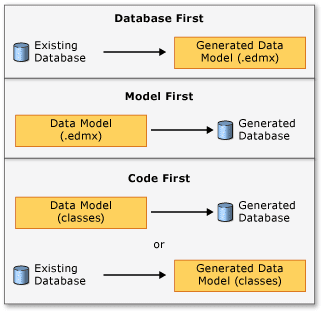 Database First
Existing
Database
Generated Data
Model (.edmx)
Model First
Data Model
(.edmx)
Generated
Database
Code First
Data Model
(classes)
Generated
Database
or
Existing
Database
Generated Data
Model (classes)